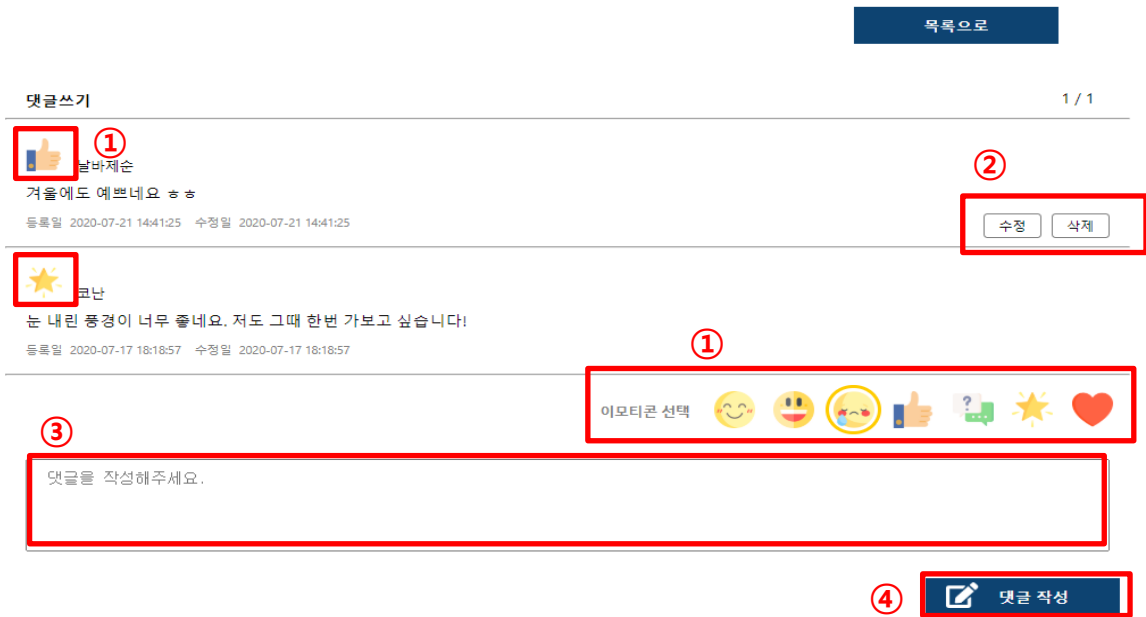 목록으로
댓글쓰기 1 / 1
① 날바제순
②
겨울에도 예쁘네요 ㅎㅎ
등록일 2020-07-21 14:41:25 수정일 2020-07-21 14:41:25
수정 삭제
코난
눈 내린 풍경이 너무 좋네요. 저도 그때 한번 가보고 싶습니다!
등록일 2020-07-17 18:18:57 수정일 2020-07-17 18:18:57
①
이모티콘 선택 ?
③
댓글을 작성해주세요.
④ 댓글 작성